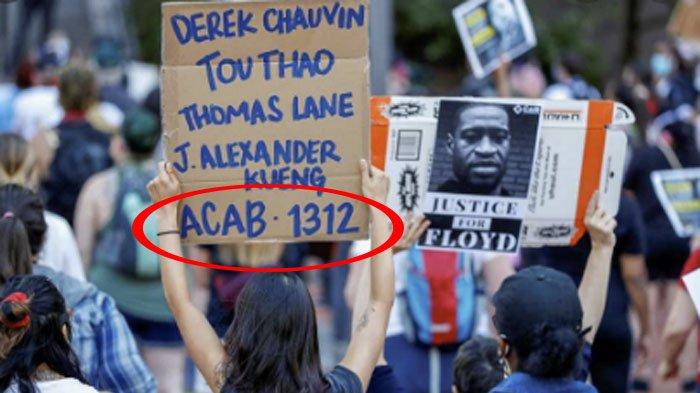 DEREK CHAUVIN
TOU THAO
THOMAS LANE
J. ALEXANDER
KUENG
ACAB · 1312
JUSTICE
FOR
FLOYD